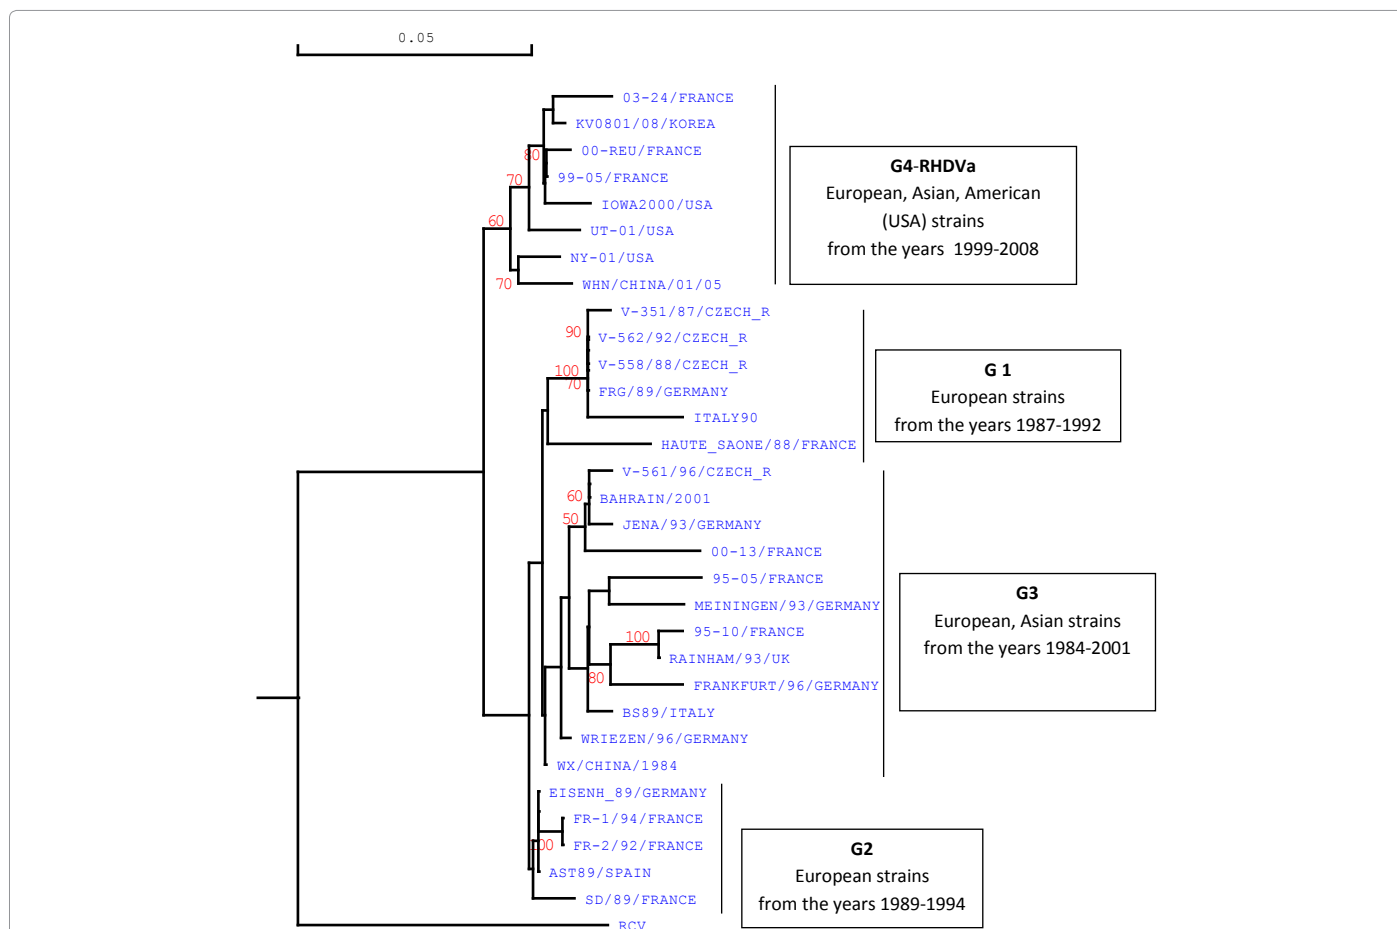 0.05
03-24/FRANCE
KV0801/08/KOREA
80
00-REU/FRANCE
70
99-05/FRANCE
IOWA2000/USA
60
UT-01/USA
NY-01/USA
70
WHN/CHINA/01/05
G4-RHDVa
European, Asian, American
(USA) strains
from the years 1999-2008
V-351/87/CZECH_R
90
V-562/92/CZECH_R
100
V-558/88/CZECH_R
70
FRG/89/GERMANY
ITALY90
HAUTE_SAONE/88/FRANCE
G 1
European strains
from the years 1987-1992
V-561/96/CZECH_R
60
BAHRAIN/2001
50
JENA/93/GERMANY
00-13/FRANCE
95-05/FRANCE
MEININGEN/93/GERMANY
100
95-10/FRANCE
RAINHAM/93/UK
80
FRANKFURT/96/GERMANY
BS89/ITALY
WRIEZEN/96/GERMANY
WX/CHINA/1984
G3
European, Asian strains
from the years 1984-2001
EISENH_89/GERMANY
FR-1/94/FRANCE
100
FR-2/92/FRANCE
AST89/SPAIN
SD/89/FRANCE
G2
European strains
from the years 1989-1994
RCV